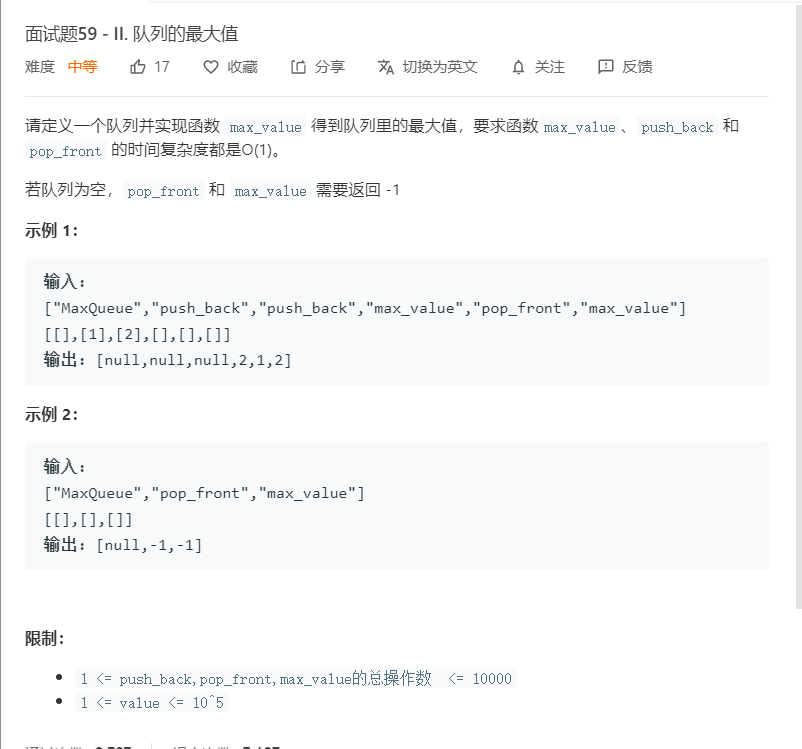 面试题59 - II. 队列的最大值
难度 中等 17 收藏 分享 切换为英文 关注 反馈
请定义一个队列并实现函数 max_value 得到队列里的最大值，要求函数 max_value 、 push_back 和
pop_front 的时间复杂度都是O(1)。
若队列为空， pop_front 和 max_value 需要返回 -1
示例 1：
输入：
["MaxQueue","push_back","push_back","max_value","pop_front","max_value"]
[[],[1],[2],[],[],[]]
输出：[null,null,null,2,1,2]
示例 2：
输入：
["MaxQueue","pop_front","max_value"]
[[],[],[]]
输出：[null,-1,-1]
限制：
1 <= push_back,pop_front,max_value的总操作数 <= 10000
1 <= value <= 10^5